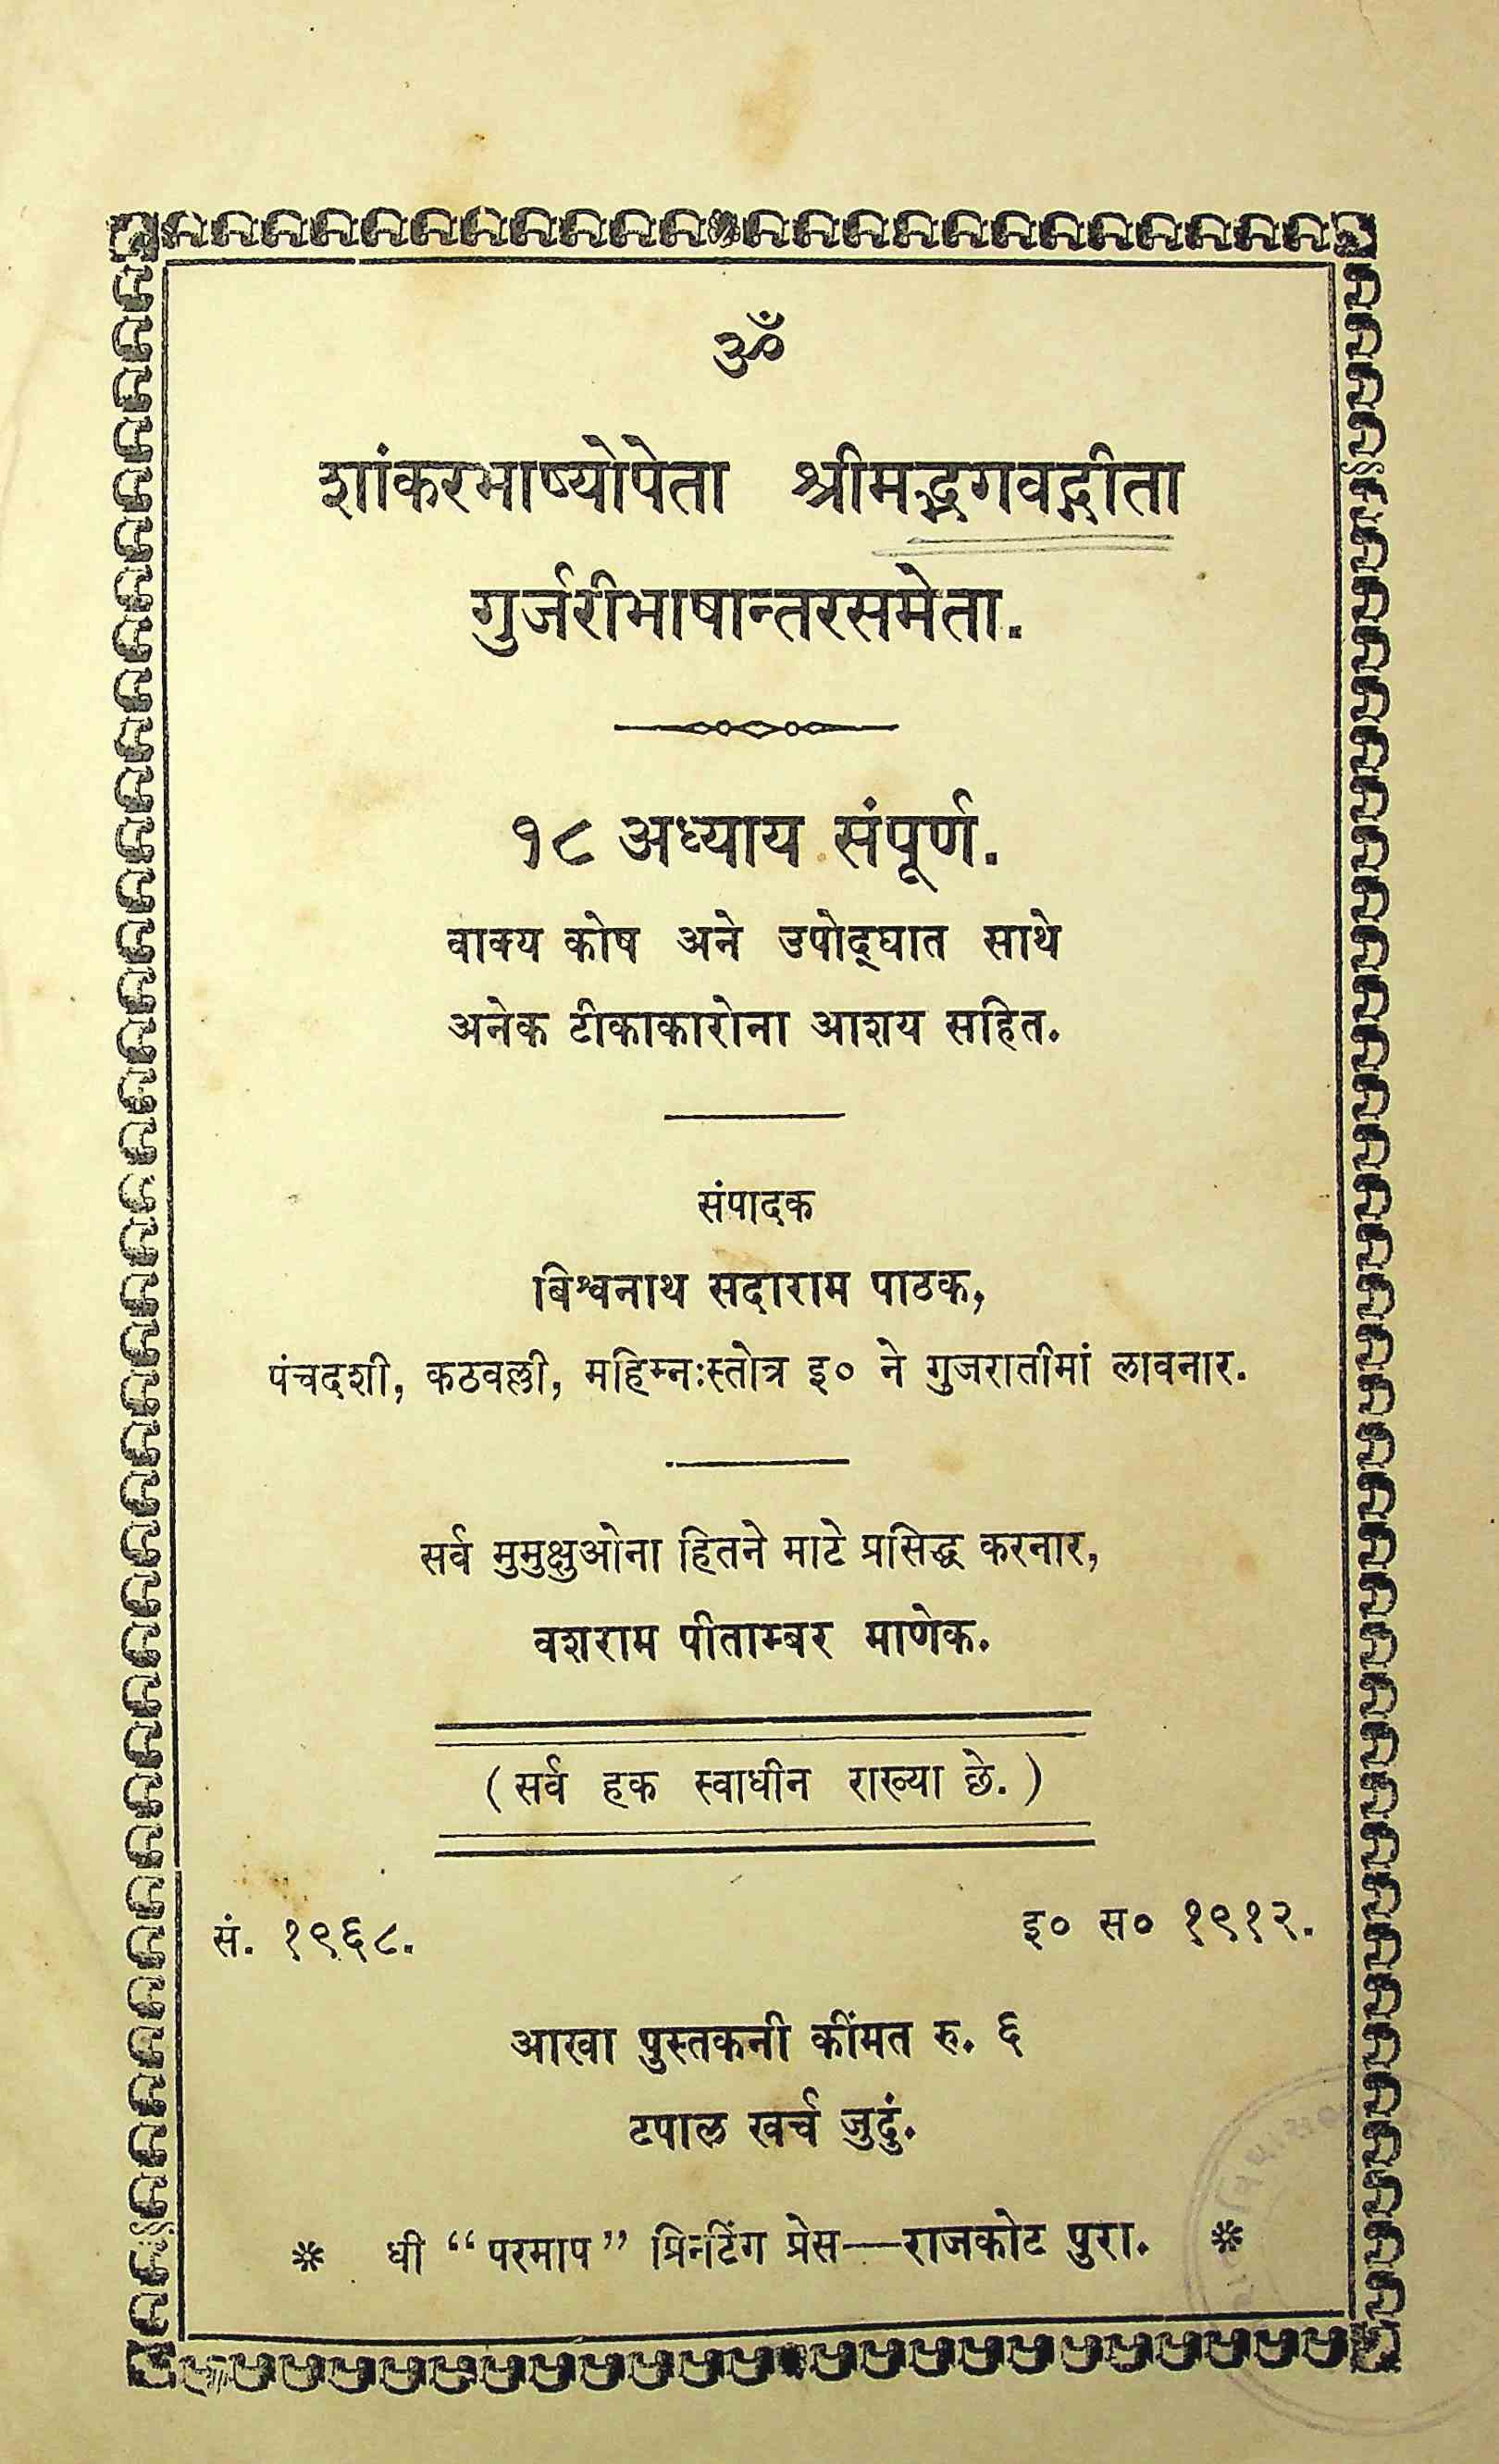 ॐ
शांकरभाष्योपेता श्रीमद्भगवद्गीता
गुर्जरीभाषान्तरसमेता.
१८ अध्याय संपूर्ण.
वाक्य कोष अने उपोद्घात साथे
अनेक टीकाकारोना आशय सहित.
संपादक
विश्वनाथ सदाराम पाठक,
पंचदशी, कठवल्ली, महिम्नःस्तोत्र इ० ने गुजरातीमां लावनार.
सर्व मुमुक्षुओना हितने माटे प्रसिद्ध करनार,
वशराम पीताम्बर माणेक.
(सर्व हक स्वाधीन राख्या छे.)
सं. १९६८. इ० स० १९१२.
आखा पुस्तकनी कींमत रु. ६
टपाल खर्च जुदुं.
* धी “परमाप” प्रिनटिंग प्रेस—राजकोट पुरा. *